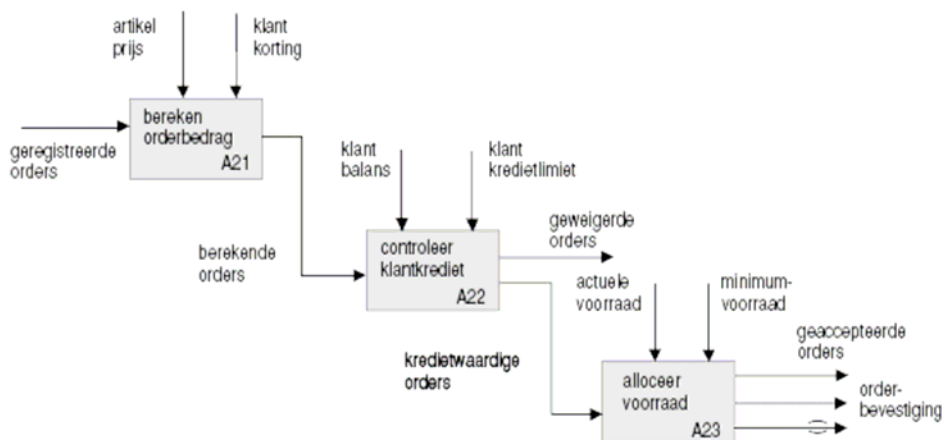 artikel
prijs
klant
korting
geregistreerde
orders
bereken
orderbedrag
A21
klant
balans
klant
kredietlimiet
berekende
orders
controleer
klantkrediet
A22
geweigerde
orders
actuele
voorraad
minimum-
voorraad
kredietwaardige
orders
alloceer
voorraad
A23
geaccepteerde
orders
order-
bevestiging